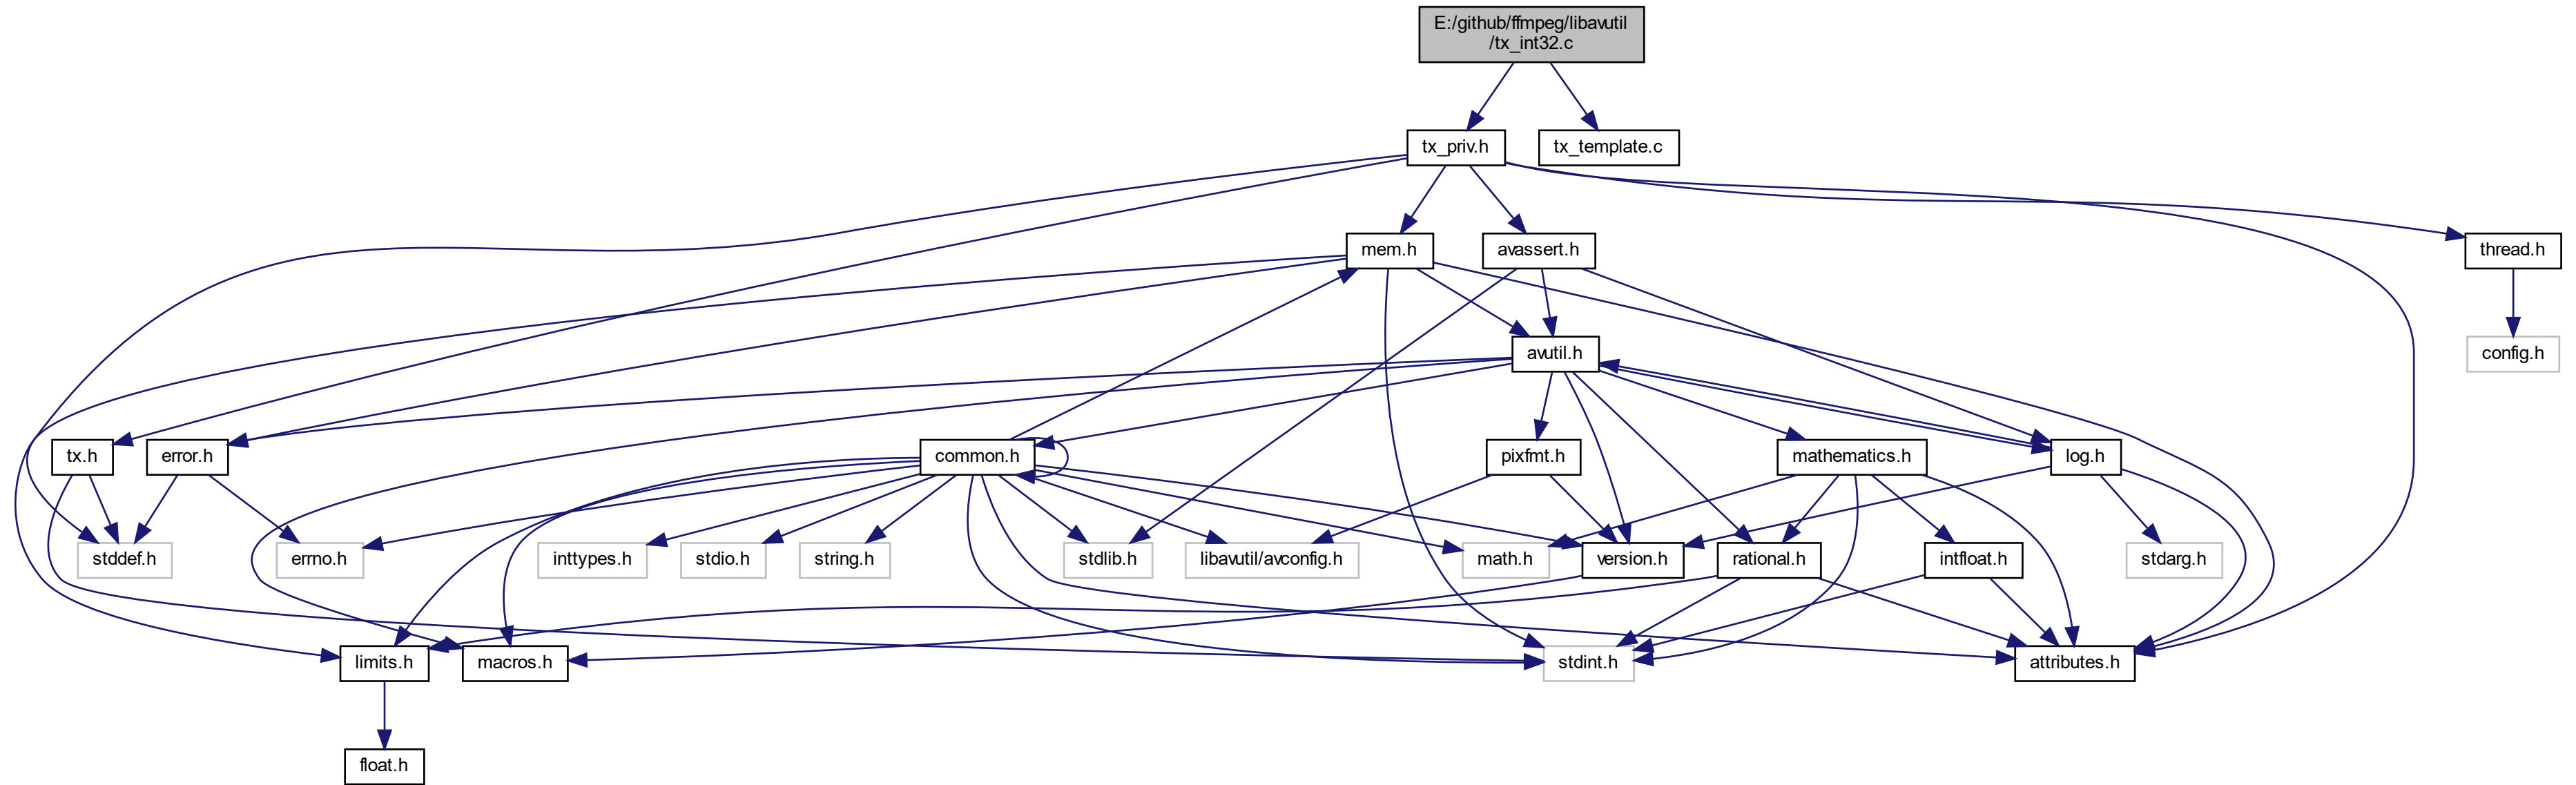 E:/github/ffmpeg/libavutil
/tx_int32.c
tx_priv.h
tx_template.c
mem.h
avassert.h
thread.h
avutil.h
config.h
tx.h
error.h
common.h
pixfmt.h
mathematics.h
log.h
stddef.h
errno.h
inttypes.h
stdio.h
string.h
stdlib.h
libavutil/avconfig.h
math.h
version.h
rational.h
intfloat.h
stdarg.h
limits.h
macros.h
stdint.h
attributes.h
float.h